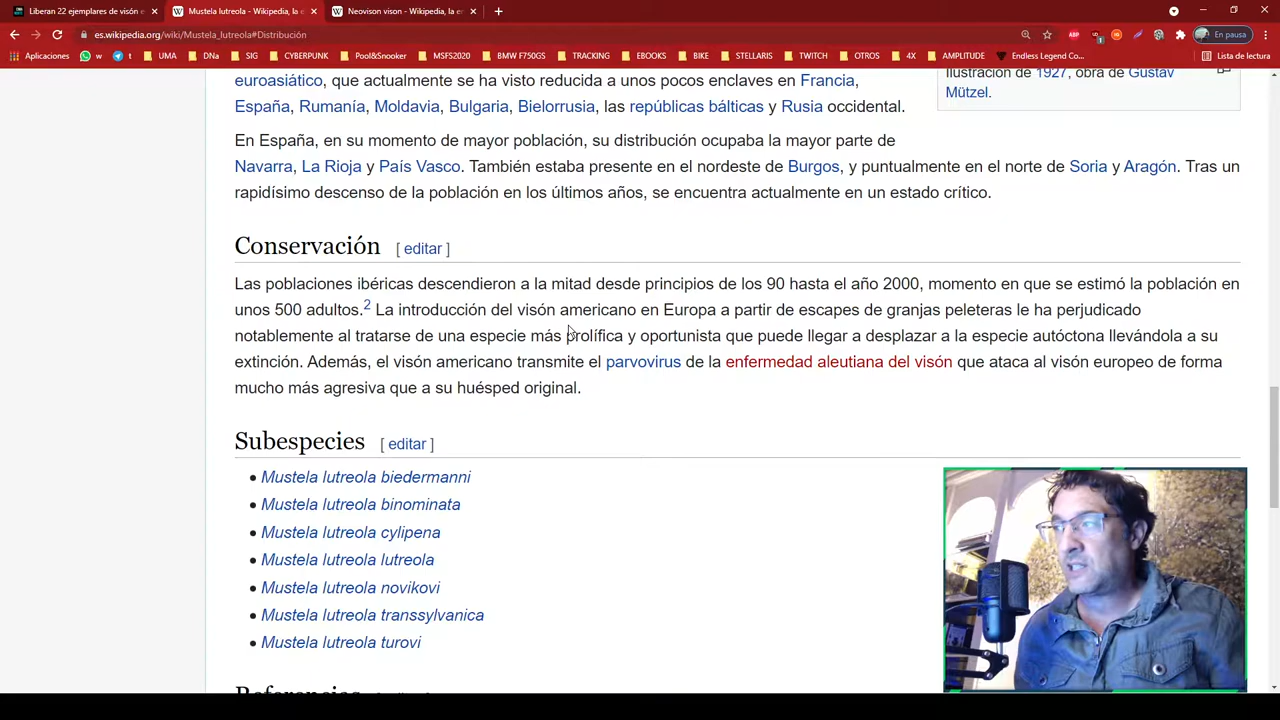 Liberan 22 ejemplares de visón e
Mustela lutreola - Wikipedia, la e
Neovison vison - Wikipedia, la en
es.wikipedia.org/wiki/Mustela_lutreola#Distribución
ABP
1
En pausa
Aplicaciones
w
t
UMA
DNa
SIG
CYBERPUNK
Pool&Snooker
MSFS2020
BMW F750GS
TRACKING
EBOOKS
BIKE
STELLARIS
TWITCH
OTROS
4X
AMPLITUDE
Endless Legend Co...
Lista de lectura
euroasiático, que actualmente se ha visto reducida a unos pocos enclaves en Francia,
España, Rumanía, Moldavia, Bulgaria, Bielorrusia, las repúblicas bálticas y Rusia occidental.
Ilustración de 1927, obra de Gustav
Mützel.
En España, en su momento de mayor población, su distribución ocupaba la mayor parte de
Navarra, La Rioja y País Vasco. También estaba presente en el nordeste de Burgos, y puntualmente en el norte de Soria y Aragón. Tras un
rapidísimo descenso de la población en los últimos años, se encuentra actualmente en un estado crítico.
Conservación [ editar ]
Las poblaciones ibéricas descendieron a la mitad desde principios de los 90 hasta el año 2000, momento en que se estimó la población en
unos 500 adultos.2 La introducción del visón americano en Europa a partir de escapes de granjas peleteras le ha perjudicado
notablemente al tratarse de una especie más prolífica y oportunista que puede llegar a desplazar a la especie autóctona llevándola a su
extinción. Además, el visón americano transmite el parvovirus de la enfermedad aleutiana del visón que ataca al visón europeo de forma
mucho más agresiva que a su huésped original.
Subespecies [ editar ]
Mustela lutreola biedermanni
Mustela lutreola binominata
Mustela lutreola cylipena
Mustela lutreola lutreola
Mustela lutreola novikovi
Mustela lutreola transsylvanica
Mustela lutreola turovi
Referencias